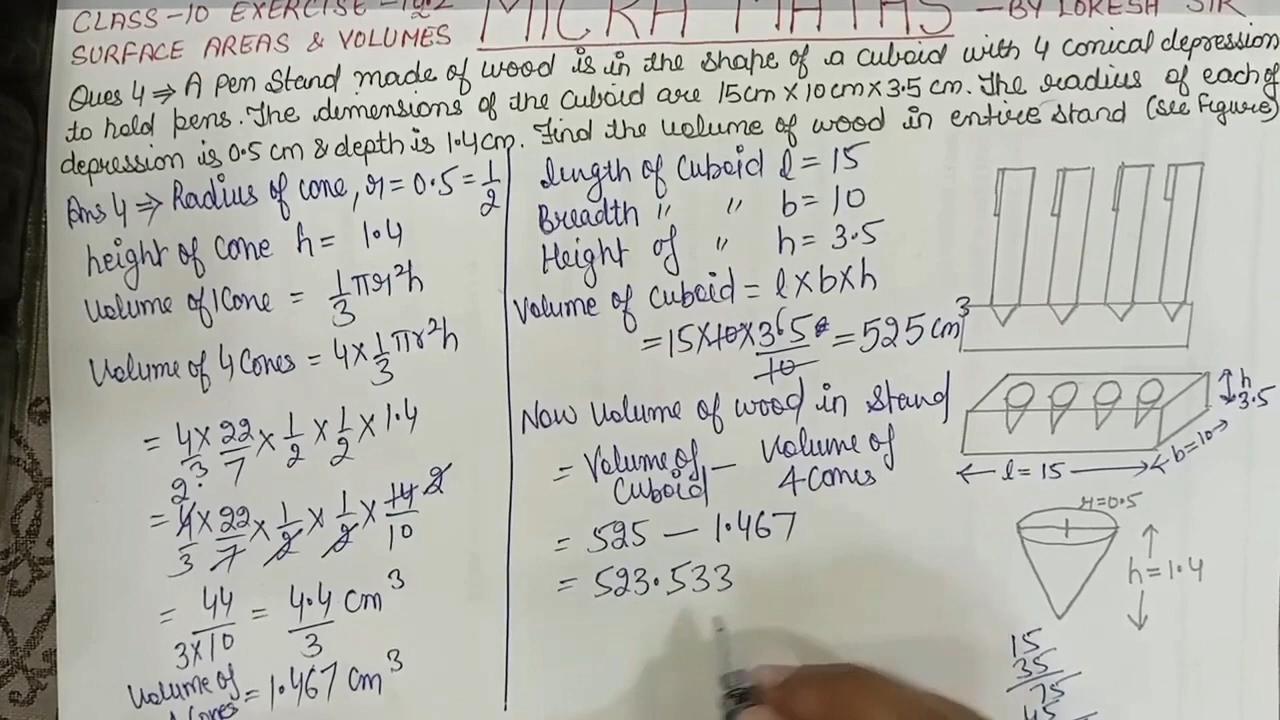 CLASS-10 EXERCISE
MICRA MATHS -BY LOKESH SIR
SURFACE AREAS & VOLUMES
Ques 4 ⇒ A pen stand made of wood is in the shape of a cuboid with 4 conical depression
to hold pens. The dimensions of the cuboid are 15cm × 10cm × 3.5 cm. The radius of each of
depression is 0.5 cm & depth is 1.4 cm. Find the volume of wood in entire stand (see figure)
Ans 4 ⇒ Radius of cone, r = 0.5 = 1/2
height of cone h = 1.4
Volume of 1 Cone = 1/3 πr²h
Volume of 4 Cones = 4 × 1/3 πr²h
= 4/3 × 22/7 × 1/2 × 1/2 × 1.4
= 4/3 × 22/7 × 1/2 × 1/2 × 14/10
2 2
= 44/3×10 = 4.4/3 cm³
Volume of = 1.467 cm³
Cones
length of Cuboid l = 15
Breadth " " b = 10
Height of " h = 3.5
Volume of Cuboid = l × b × h
= 15 × 10 × 35/10 = 525 cm³
Now Volume of wood in stand
= Volume of Cuboid – Volume of 4 Cones
= 525 – 1.467
= 523.533
h
3.5
l = 15
b = 10
r = 0.5
h = 1.4
15
35
75
45